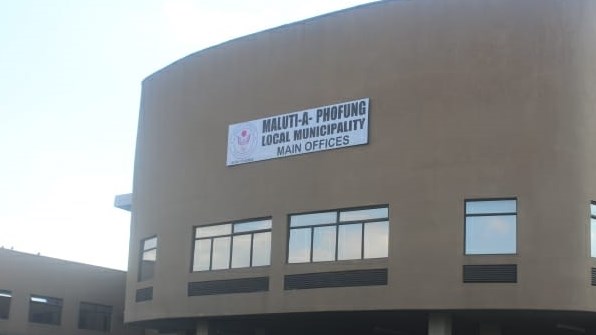 MALUTI-A- PHOFUNG
LOCAL MUNICIPALITY
MAIN OFFICES